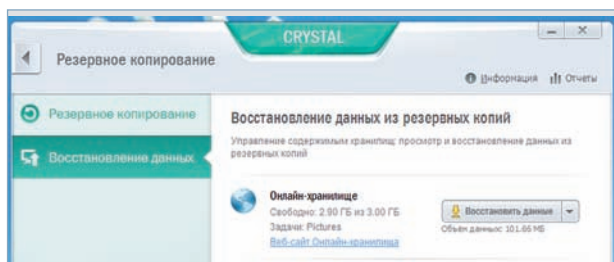 CRYSTAL
Резервное копирование
Информация Отчеты
Резервное копирование
Восстановление данных
Восстановление данных из резервных копий
Управление содержимым хранилищ: просмотр и восстановление данных из
резервных копий
Онлайн-хранилище
Свободно: 2.90 ГБ из 3.00 ГБ
Задачи: Pictures
Веб-сайт Онлайн-хранилища
Восстановить данные
Объем данных: 101.66 МБ